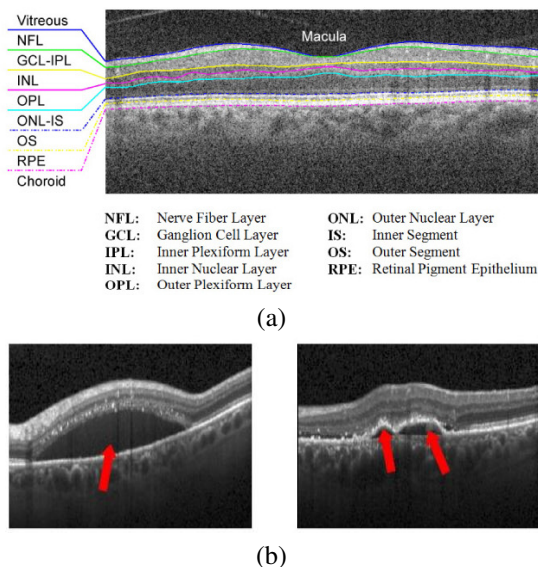 Vitreous
NFL
GCL-IPL
INL
OPL
ONL-IS
OS
RPE
Choroid
Macula
NFL: Nerve Fiber Layer
GCL: Ganglion Cell Layer
IPL: Inner Plexiform Layer
INL: Inner Nuclear Layer
OPL: Outer Plexiform Layer
ONL: Outer Nuclear Layer
IS: Inner Segment
OS: Outer Segment
RPE: Retinal Pigment Epithelium
(a)
(b)